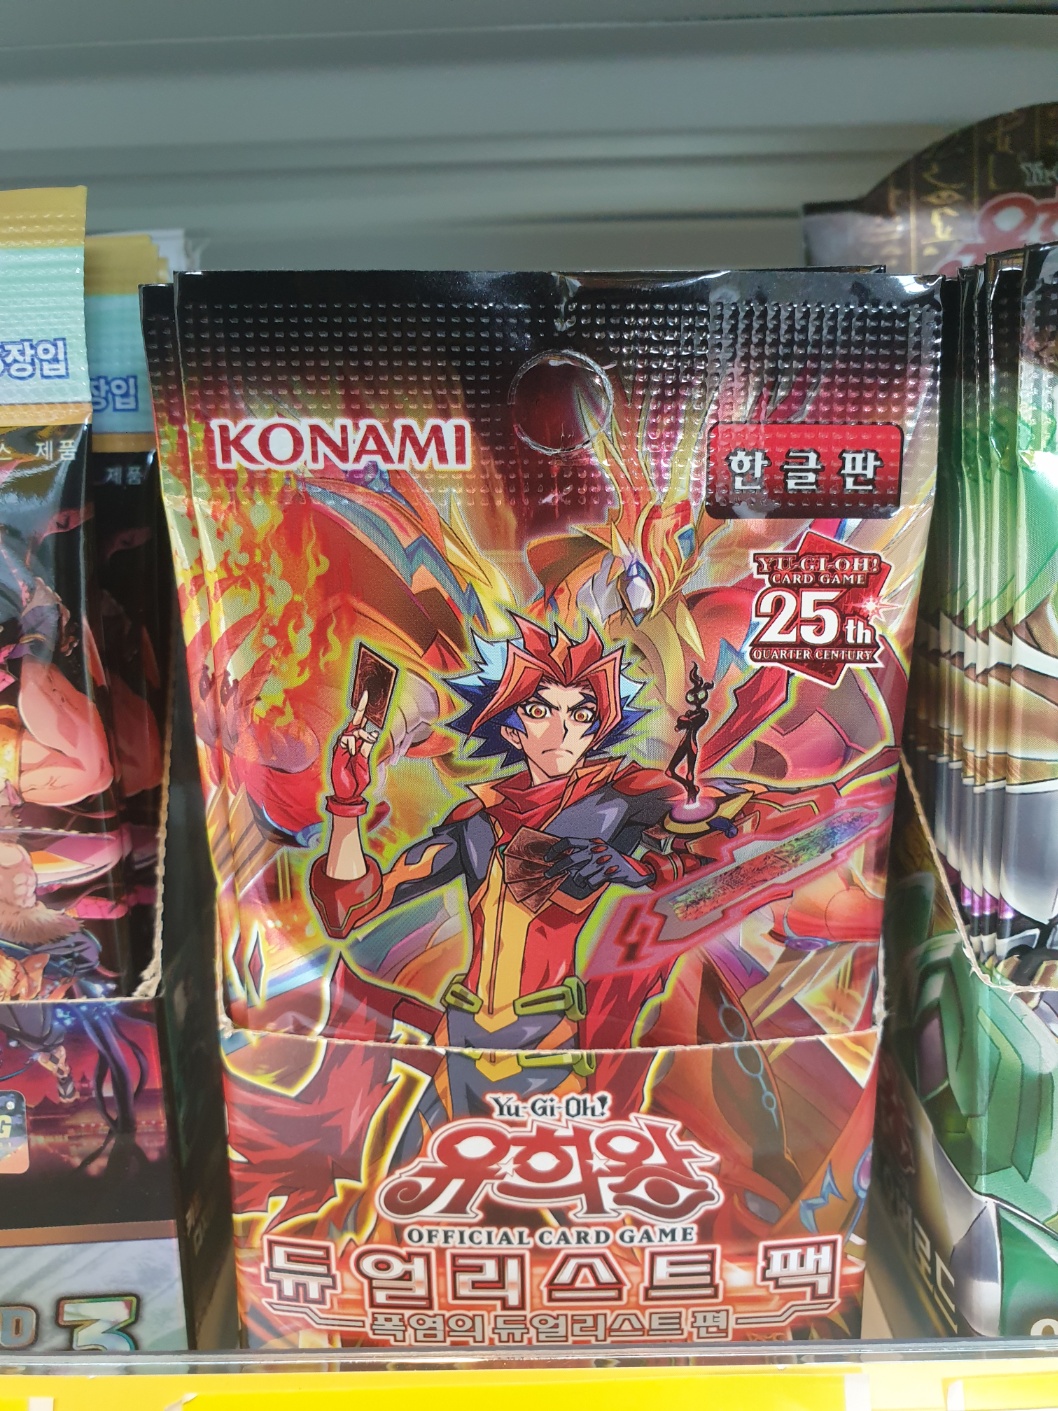 장입
장입
스 제품
제품
KONAMI
한글판
YU-GI-OH!
CARD GAME
25th
QUARTER CENTURY
Yu-Gi-Oh!
유희왕
OFFICIAL CARD GAME
듀얼리스트 팩
폭염의 듀얼리스트 편
3